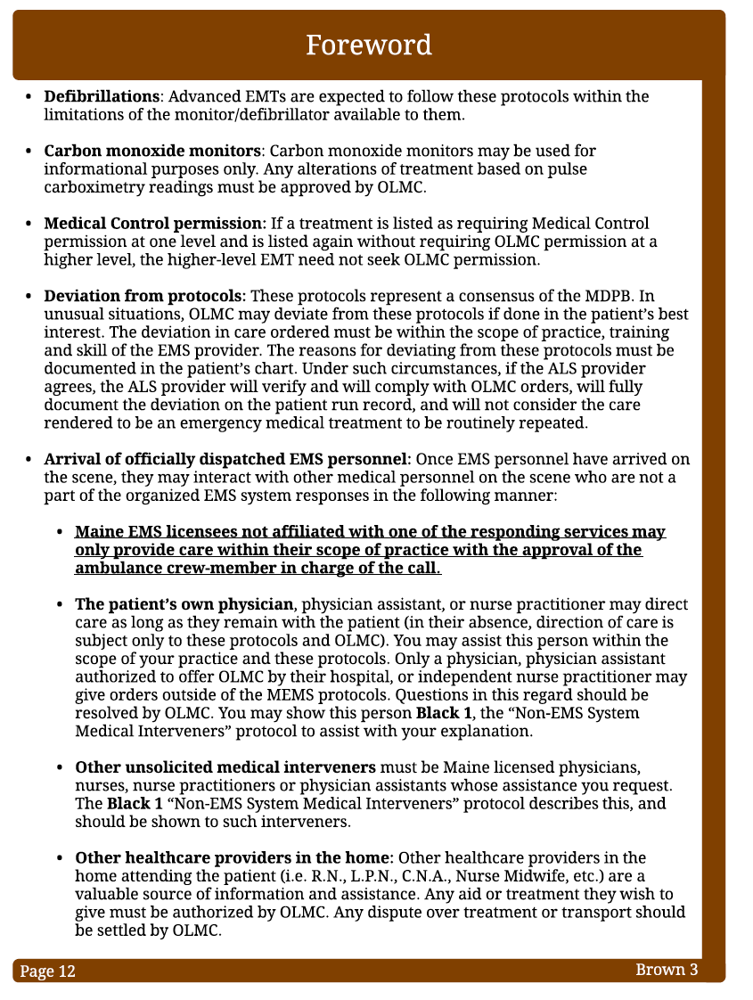 Foreword
• Defibrillations: Advanced EMTs are expected to follow these protocols within the
limitations of the monitor/defibrillator available to them.
• Carbon monoxide monitors: Carbon monoxide monitors may be used for
informational purposes only. Any alterations of treatment based on pulse
carboximetry readings must be approved by OLMC.
• Medical Control permission: If a treatment is listed as requiring Medical Control
permission at one level and is listed again without requiring OLMC permission at a
higher level, the higher-level EMT need not seek OLMC permission.
• Deviation from protocols: These protocols represent a consensus of the MDPB. In
unusual situations, OLMC may deviate from these protocols if done in the patient’s best
interest. The deviation in care ordered must be within the scope of practice, training
and skill of the EMS provider. The reasons for deviating from these protocols must be
documented in the patient’s chart. Under such circumstances, if the ALS provider
agrees, the ALS provider will verify and will comply with OLMC orders, will fully
document the deviation on the patient run record, and will not consider the care
rendered to be an emergency medical treatment to be routinely repeated.
• Arrival of officially dispatched EMS personnel: Once EMS personnel have arrived on
the scene, they may interact with other medical personnel on the scene who are not a
part of the organized EMS system responses in the following manner:
• Maine EMS licensees not affiliated with one of the responding services may
only provide care within their scope of practice with the approval of the
ambulance crew-member in charge of the call.
• The patient’s own physician, physician assistant, or nurse practitioner may direct
care as long as they remain with the patient (in their absence, direction of care is
subject only to these protocols and OLMC). You may assist this person within the
scope of your practice and these protocols. Only a physician, physician assistant
authorized to offer OLMC by their hospital, or independent nurse practitioner may
give orders outside of the MEMS protocols. Questions in this regard should be
resolved by OLMC. You may show this person Black 1, the “Non-EMS System
Medical Interveners” protocol to assist with your explanation.
• Other unsolicited medical interveners must be Maine licensed physicians,
nurses, nurse practitioners or physician assistants whose assistance you request.
The Black 1 “Non-EMS System Medical Interveners” protocol describes this, and
should be shown to such interveners.
• Other healthcare providers in the home: Other healthcare providers in the
home attending the patient (i.e. R.N., L.P.N., C.N.A., Nurse Midwife, etc.) are a
valuable source of information and assistance. Any aid or treatment they wish to
give must be authorized by OLMC. Any dispute over treatment or transport should
be settled by OLMC.
Page 12
Brown 3